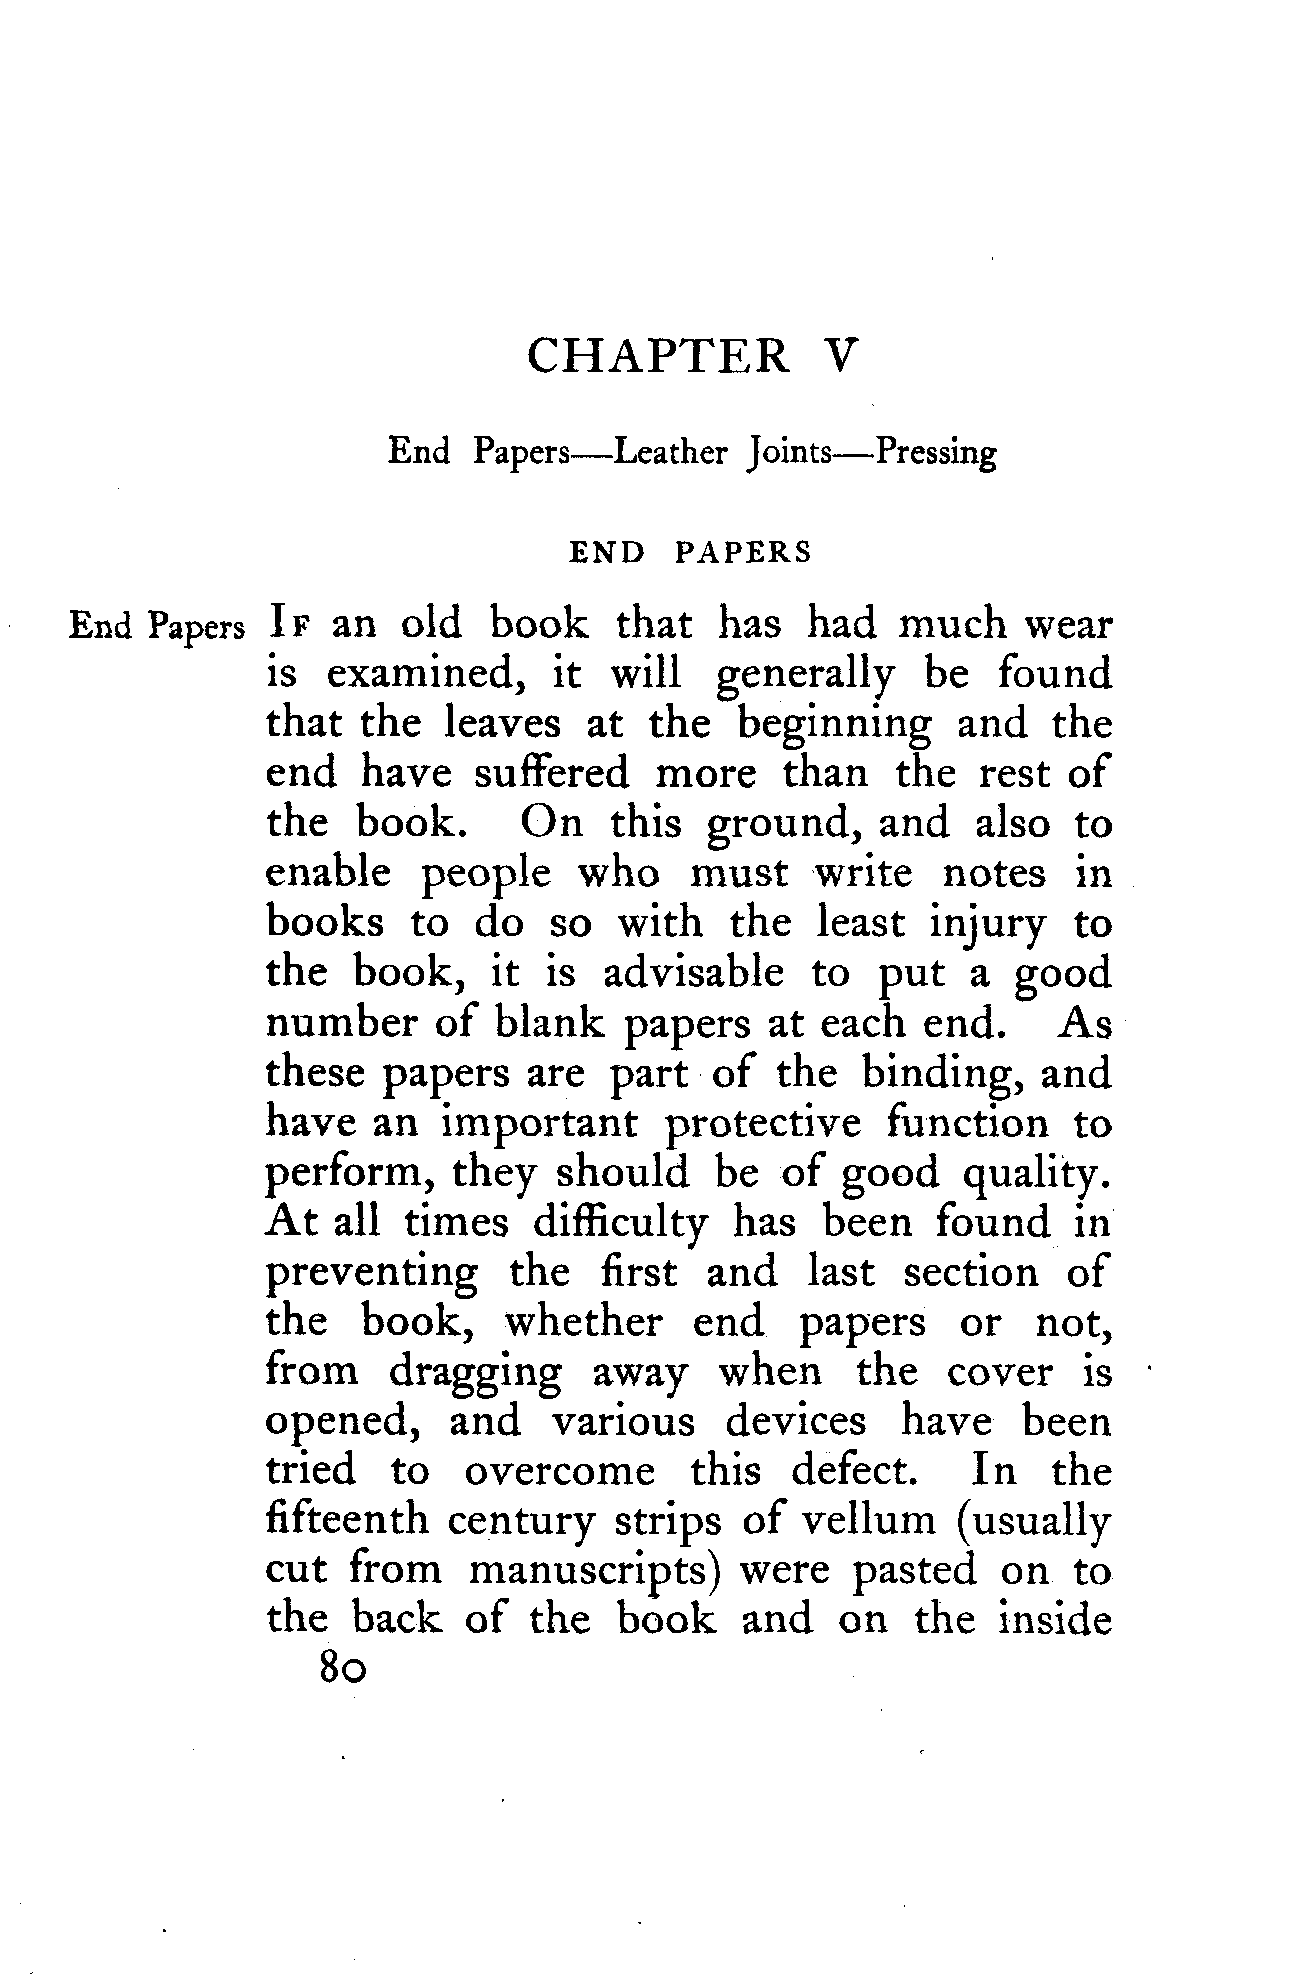 CHAPTER V
End Papers—Leather Joints—Pressing
END PAPERS
End Papers
IF an old book that has had much wear
is examined, it will generally be found
that the leaves at the beginning and the
end have suffered more than the rest of
the book. On this ground, and also to
enable people who must write notes in
books to do so with the least injury to
the book, it is advisable to put a good
number of blank papers at each end. As
these papers are part of the binding, and
have an important protective function to
perform, they should be of good quality.
At all times difficulty has been found in
preventing the first and last section of
the book, whether end papers or not,
from dragging away when the cover is
opened, and various devices have been
tried to overcome this defect. In the
fifteenth century strips of vellum (usually
cut from manuscripts) were pasted on to
the back of the book and on the inside
80